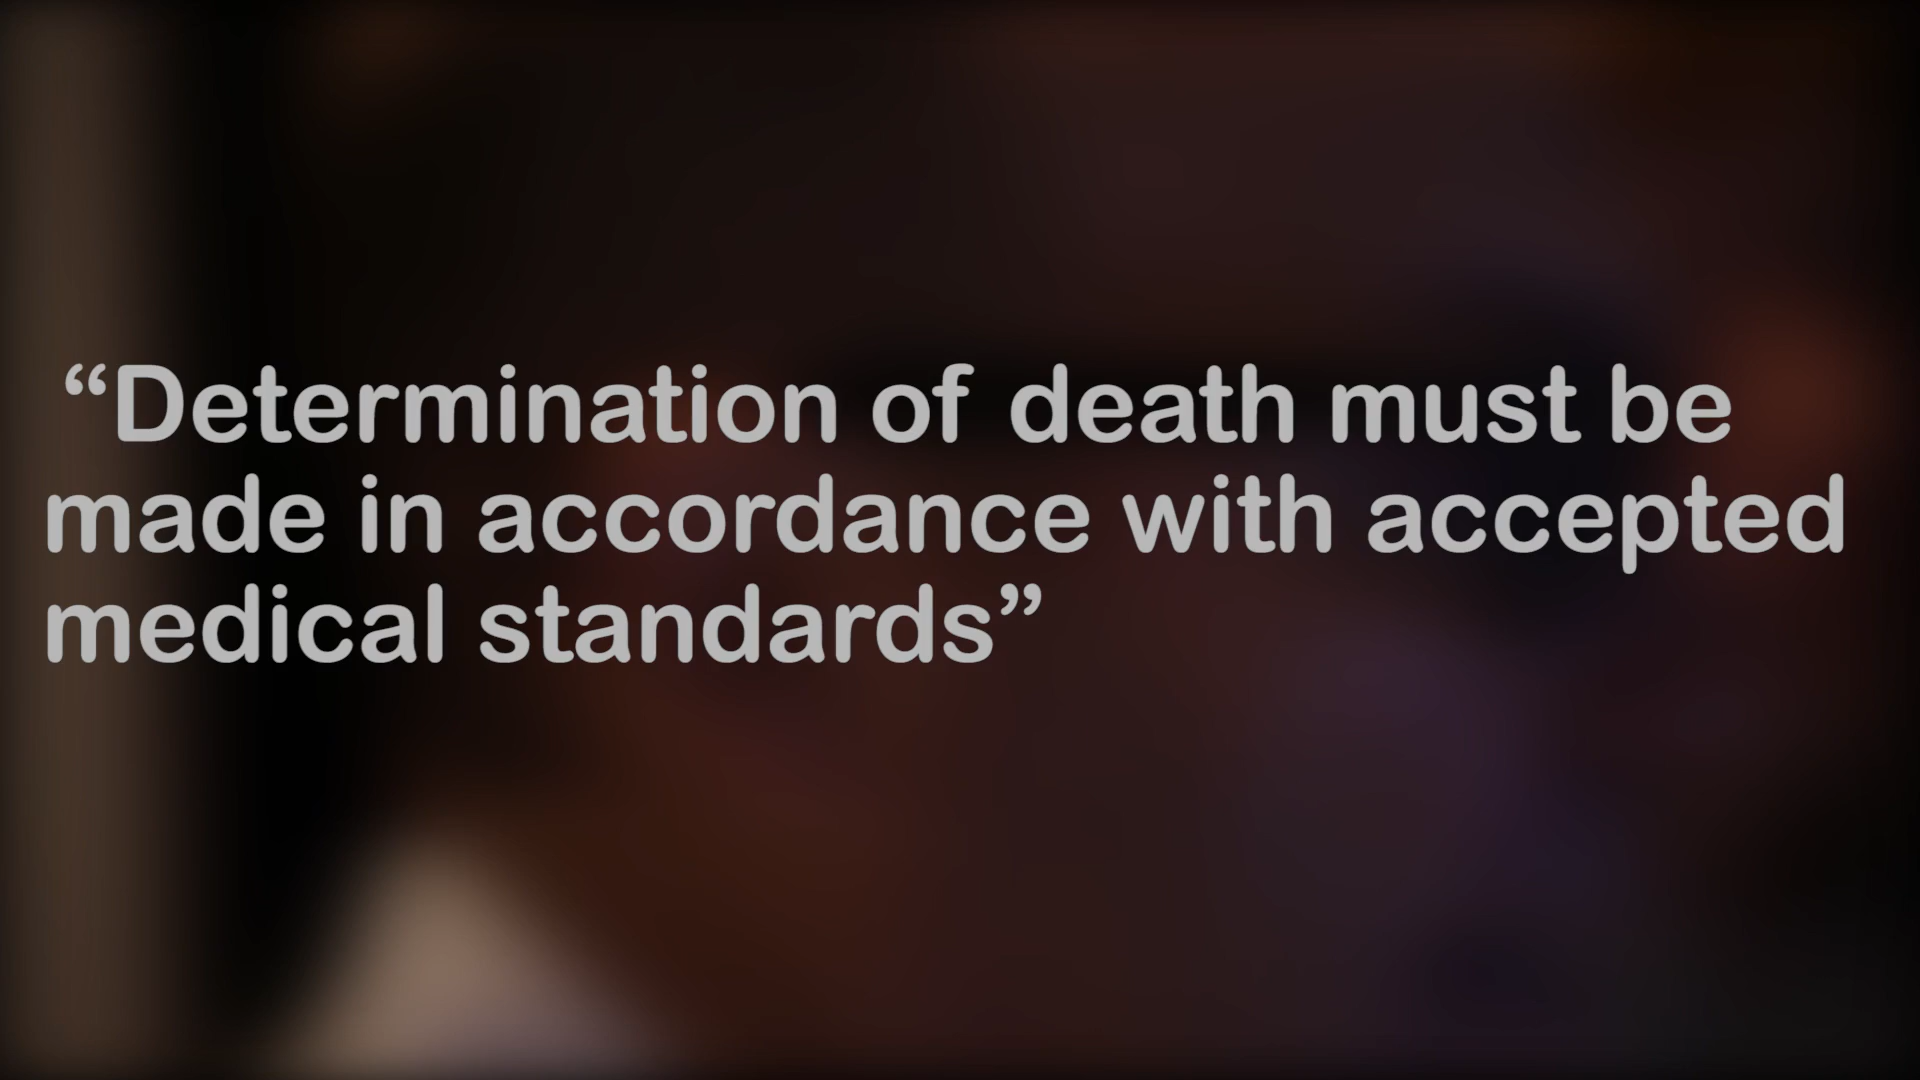 “Determination of death must be
made in accordance with accepted
medical standards”